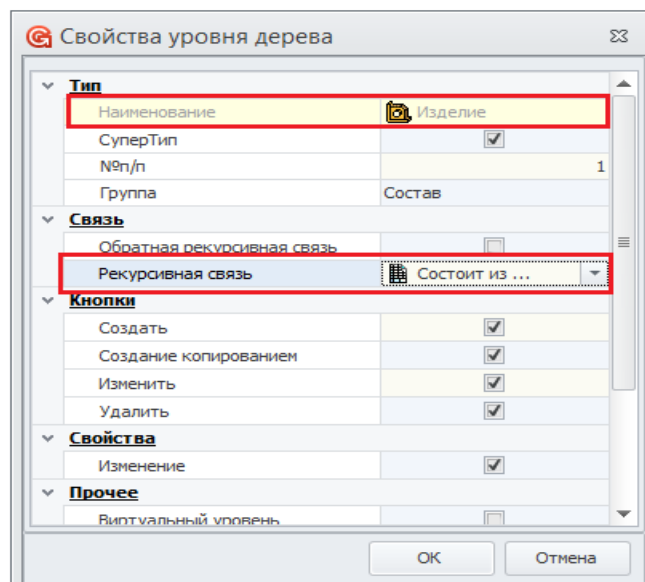 Свойства уровня дерева
Тип
Наименование Изделие
СуперТип
№п/п 1
Группа Состав
Связь
Обратная рекурсивная связь
Рекурсивная связь Состоит из ...
Кнопки
Создать
Создание копированием
Изменить
Удалить
Свойства
Изменение
Прочее
Виртуальный уровень
ОК Отмена